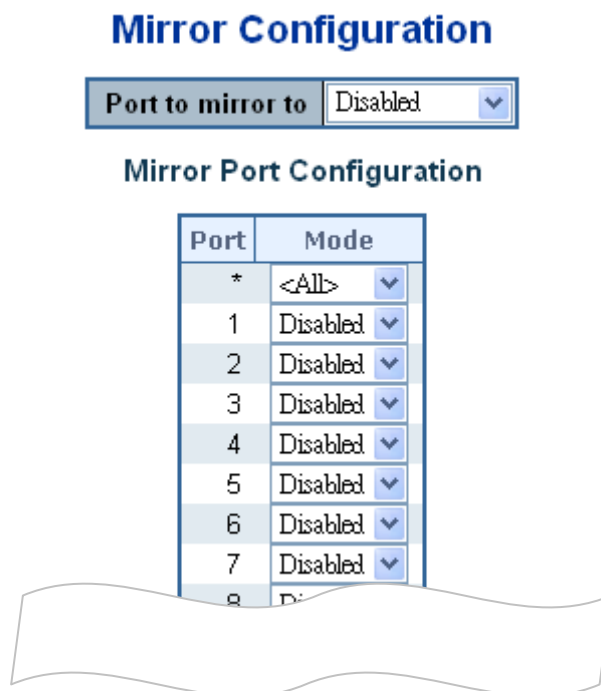 Mirror Configuration
Port to mirror to Disabled
Mirror Port Configuration
Port Mode
* <All>
1 Disabled
2 Disabled
3 Disabled
4 Disabled
5 Disabled
6 Disabled
7 Disabled
8